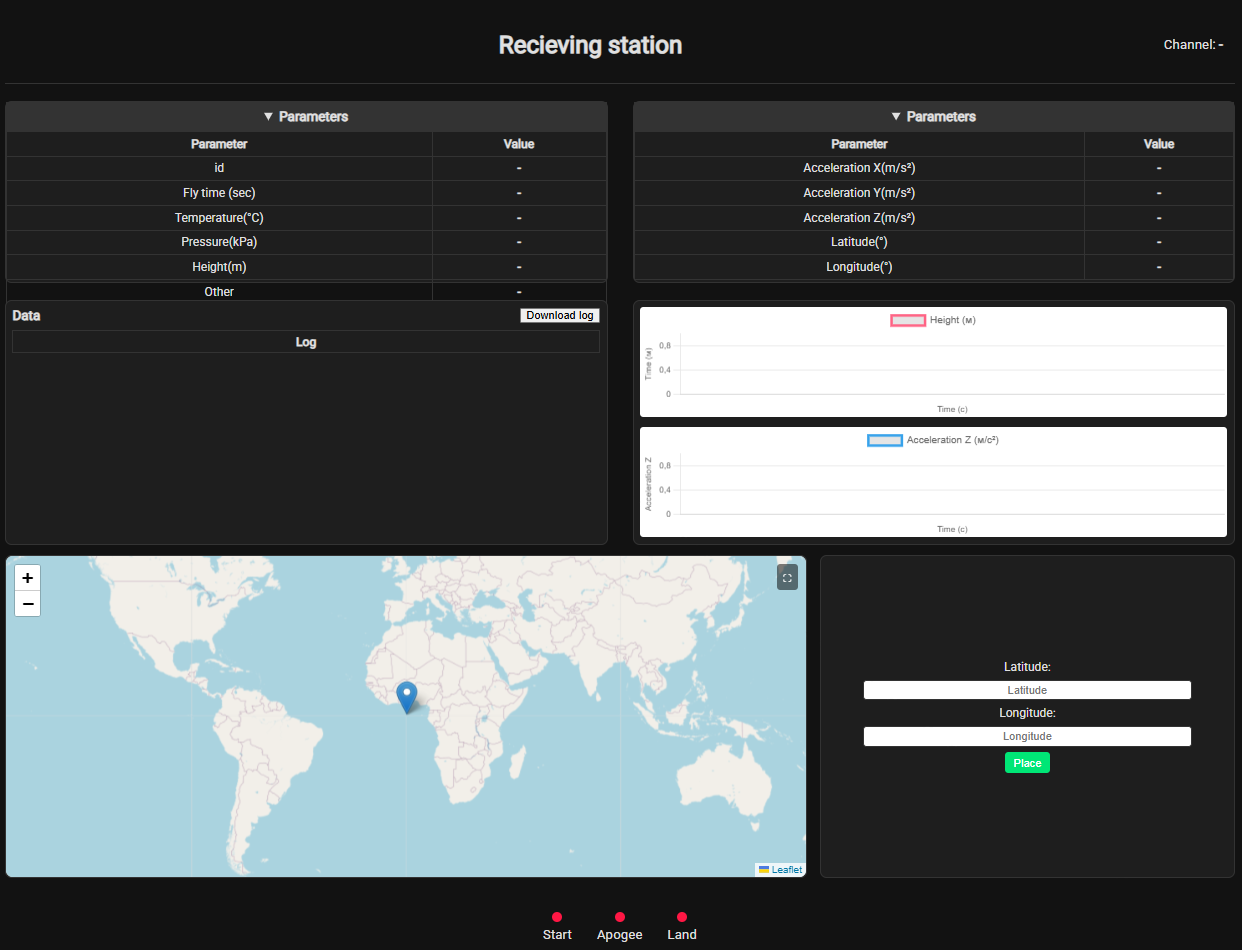 Recieving station
Channel: -
▼ Parameters
Parameter Value
id -
Fly time (sec) -
Temperature(°C) -
Pressure(kPa) -
Height(m) -
Other -
▼ Parameters
Parameter Value
Acceleration X(m/s²) -
Acceleration Y(m/s²) -
Acceleration Z(m/s²) -
Latitude(°) -
Longitude(°) -
Data
Download log
Log
Height (м)
Time (м)
0,8
0,4
0
Time (с)
Acceleration Z (м/с²)
Acceleration Z
0,8
0,4
0
Time (с)
+
−
Leaflet
Latitude:
Latitude
Longitude:
Longitude
Place
Start
Apogee
Land